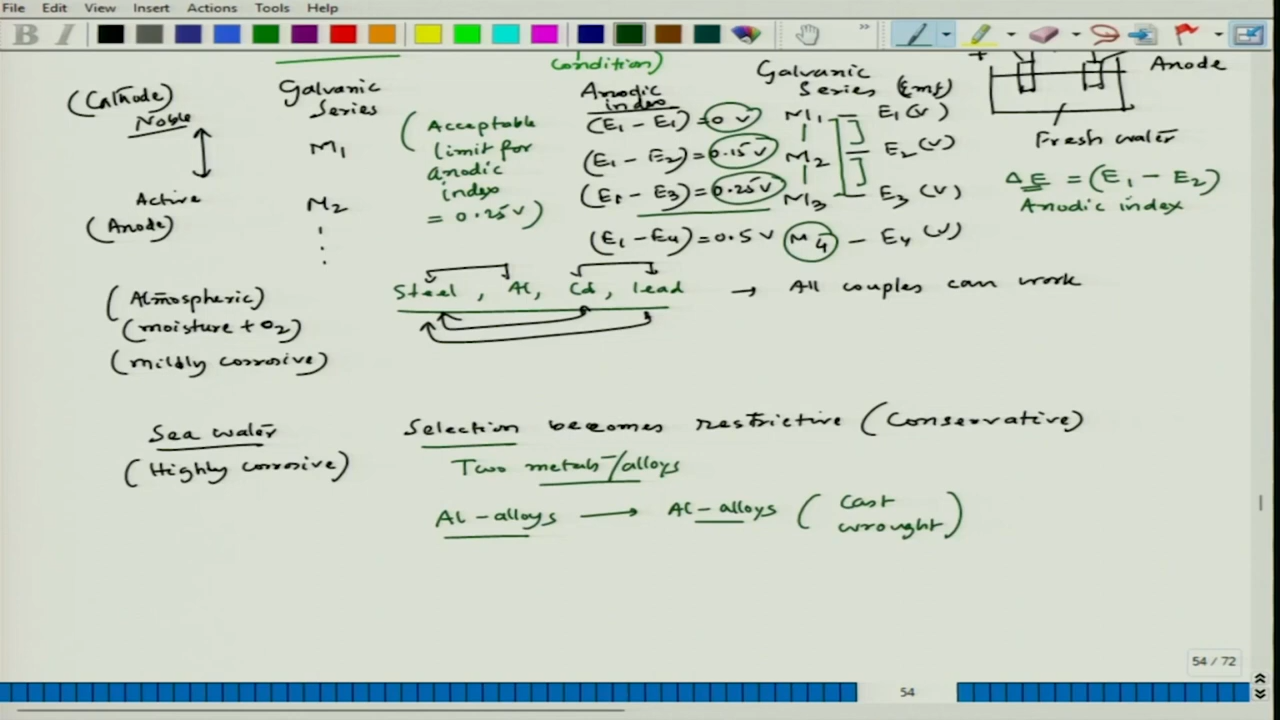 File Edit View Insert Actions Tools Help
B I
Condition)
(Cathode)
Noble
Active
(Anode)
Galvanic
Series
M1
M2
(Acceptable
limit for
anodic
index
= 0.25V)
Anodic
index
(E1 - E1) = 0 V
(E1 - E2) = 0.15V
(E1 - E3) = 0.25V
(E1 - E4) = 0.5 V
Galvanic
Series (Emf)
M1 - E1 (V)
M2 - E2 (V)
M3 - E3 (V)
M4 - E4 (V)
+
Anode
Fresh water
ΔE = (E1 - E2)
Anodic index
(Atmospheric)
(moisture + O2)
(mildly corrosive)
Steel, Al, Cd, lead → All couples can work
Sea water
(Highly corrosive)
Selection becomes restrictive (Conservative)
Two metals/alloys
Al-alloys → Al-alloys (Cast
wrought)
54 / 72
54